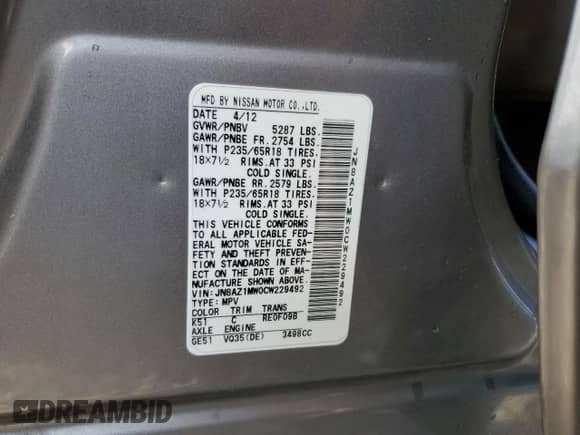 MFD BY NISSAN MOTOR CO.,LTD.
DATE 4/12
GVWR/PNBV 5287 LBS.
GAWR/PNBE FR. 2754 LBS.
WITH P235/65R18 TIRES.
18×7½ RIMS. AT 33 PSI
COLD SINGLE.
GAWR/PNBE RR. 2579 LBS.
WITH P235/65R18 TIRES.
18×7½ RIMS. AT 33 PSI
COLD SINGLE.
THIS VEHICLE CONFORMS
TO ALL APPLICABLE FED-
ERAL MOTOR VEHICLE SA-
FETY AND THEFT PREVEN-
TION STANDARDS IN EFF-
ECT ON THE DATE OF MA-
NUFACTURE SHOWN ABOVE.
VIN: JN8AZ1MW0CW229492
TYPE: MPV
COLOR TRIM TRANS
K51 C RE0F09B
AXLE ENGINE
GE51 VQ35(DE) 3498CC
JN8AZ1MW0CW229492
DREAMBID